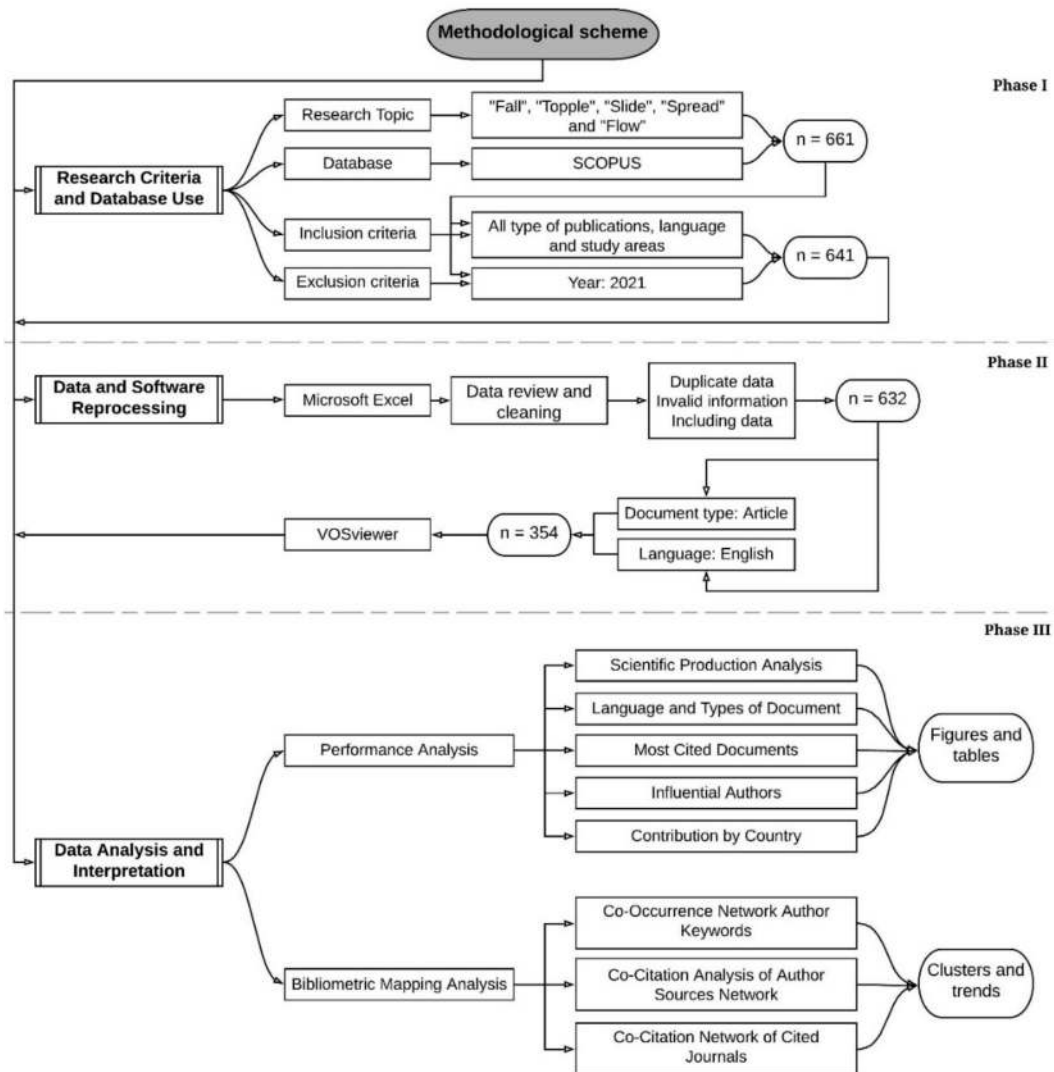 Methodological scheme
Phase I
Research Criteria
and Database Use
Research Topic
"Fall", "Topple", "Slide", "Spread"
and "Flow"
Database
SCOPUS
n = 661
Inclusion criteria
All type of publications, language
and study areas
Exclusion criteria
Year: 2021
n = 641
Phase II
Data and Software
Reprocessing
Microsoft Excel
Data review and
cleaning
Duplicate data
Invalid information
Including data
n = 632
Document type: Article
Language: English
n = 354
VOSviewer
Phase III
Data Analysis and
Interpretation
Performance Analysis
Scientific Production Analysis
Language and Types of Document
Most Cited Documents
Influential Authors
Contribution by Country
Figures and
tables
Bibliometric Mapping Analysis
Co-Occurrence Network Author
Keywords
Co-Citation Analysis of Author
Sources Network
Co-Citation Network of Cited
Journals
Clusters and
trends